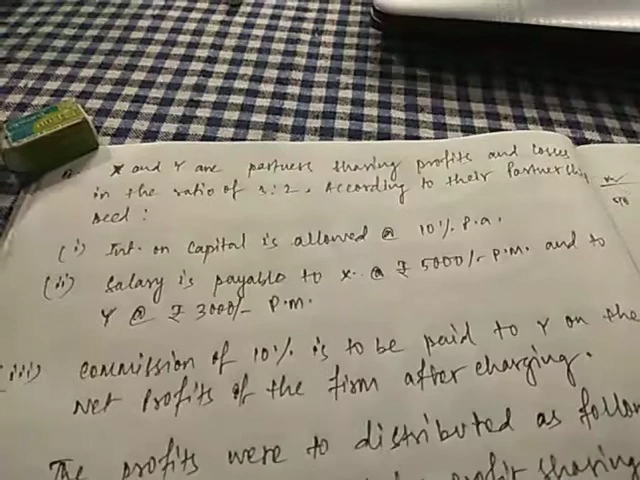 X and Y are partners sharing profits and losses
in the ratio of 3:2. According to their Partnership
Deed:
(i) Int. on capital is allowed @ 10% P.a.
(ii) Salary is payable to X @ ₹ 5000/- P.M. and to
Y @ ₹ 3000/- P.M.
(iii) Commission of 10% is to be paid to Y on the
Net Profits of the firm after charging.
The profits were to distributed as follow
profit sharing